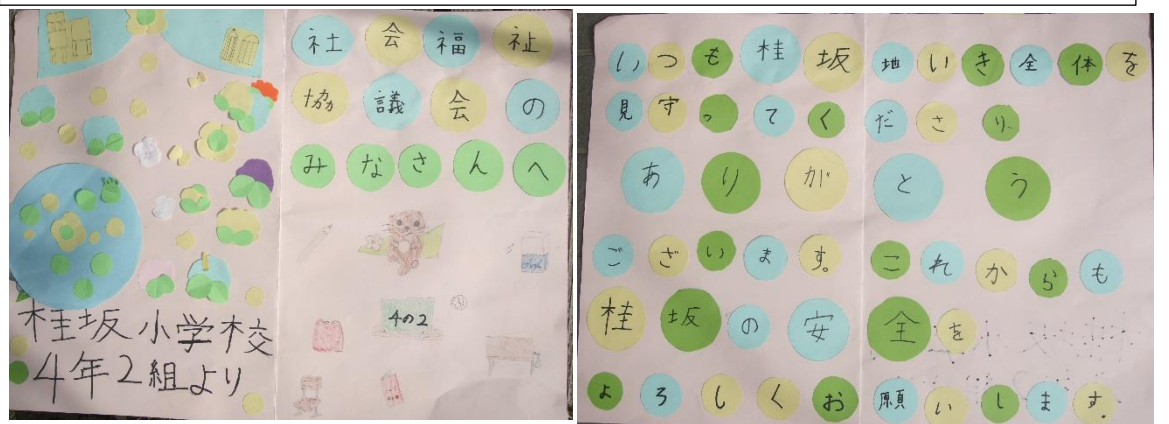 社会福祉
協議会の
みなさんへ
4の2
桂坂小学校
4年2組より
いつも桂坂地いき全体を
見守ってくださり、
ありがとう
ございます。これからも
桂坂の安全を
よろしくお願いします。